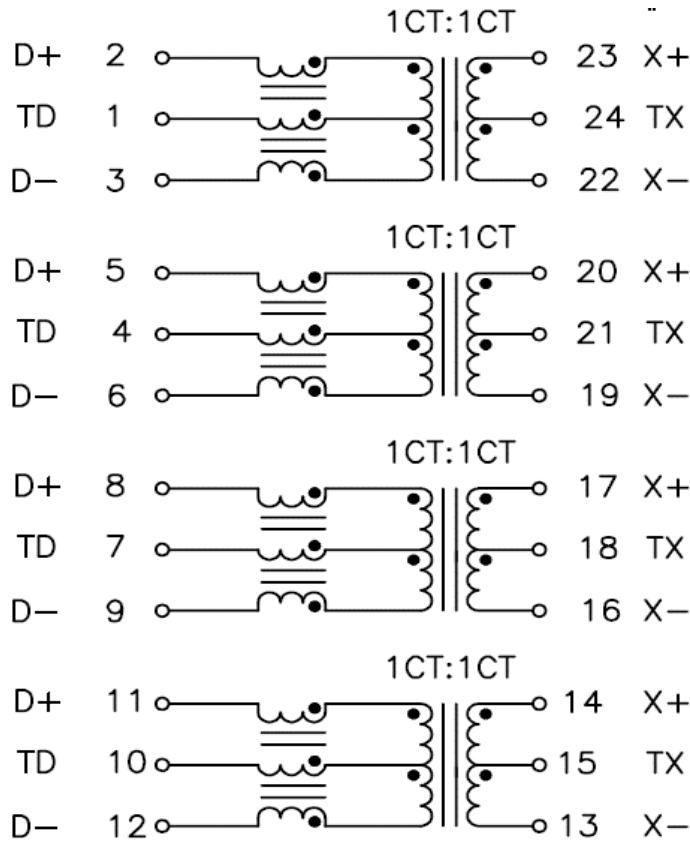 1CT:1CT
D+ 2 23 X+
TD 1 24 TX
D− 3 22 X−
1CT:1CT
D+ 5 20 X+
TD 4 21 TX
D− 6 19 X−
1CT:1CT
D+ 8 17 X+
TD 7 18 TX
D− 9 16 X−
1CT:1CT
D+ 11 14 X+
TD 10 15 TX
D− 12 13 X−